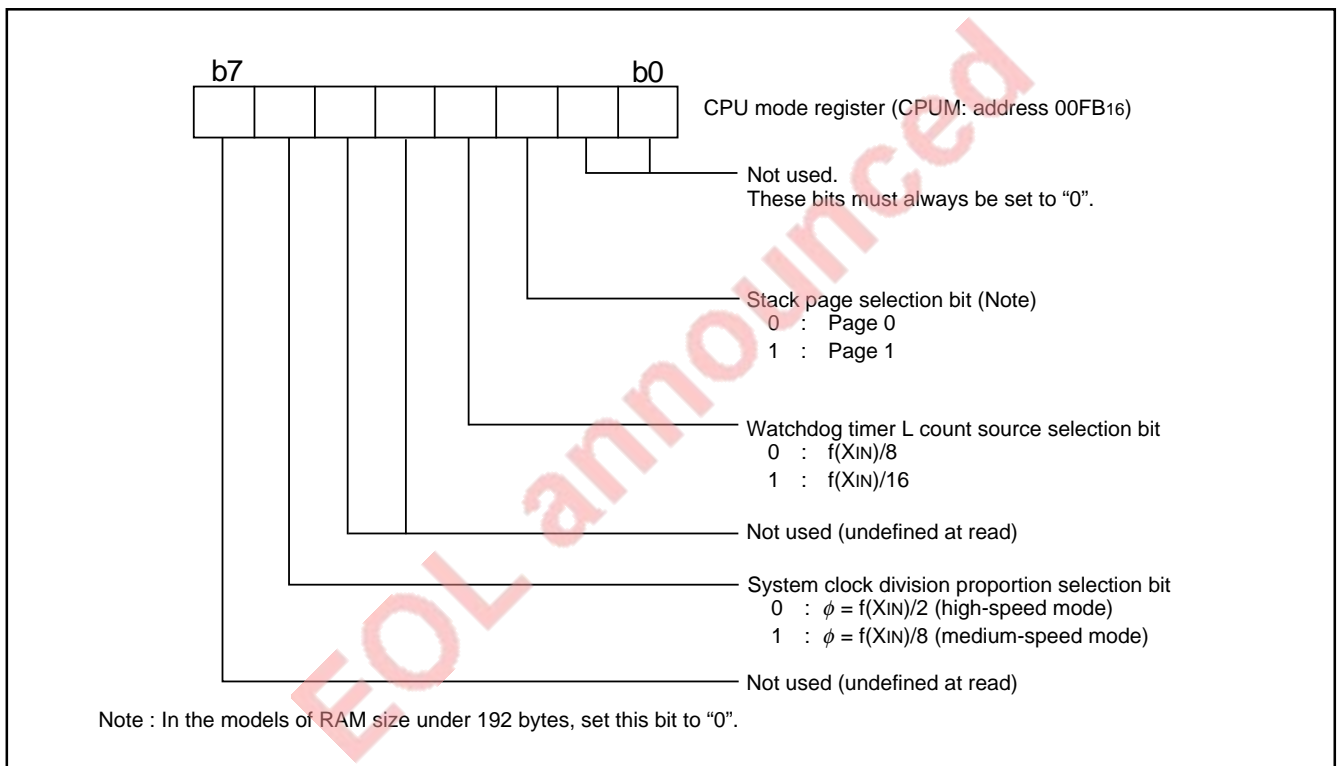 b7 b0
CPU mode register (CPUM: address 00FB16)
Not used.
These bits must always be set to “0”.
Stack page selection bit (Note)
0 : Page 0
1 : Page 1
Watchdog timer L count source selection bit
0 : f(XIN)/8
1 : f(XIN)/16
Not used (undefined at read)
System clock division proportion selection bit
0 : ϕ = f(XIN)/2 (high-speed mode)
1 : ϕ = f(XIN)/8 (medium-speed mode)
Not used (undefined at read)
Note : In the models of RAM size under 192 bytes, set this bit to “0”.
EOL announced